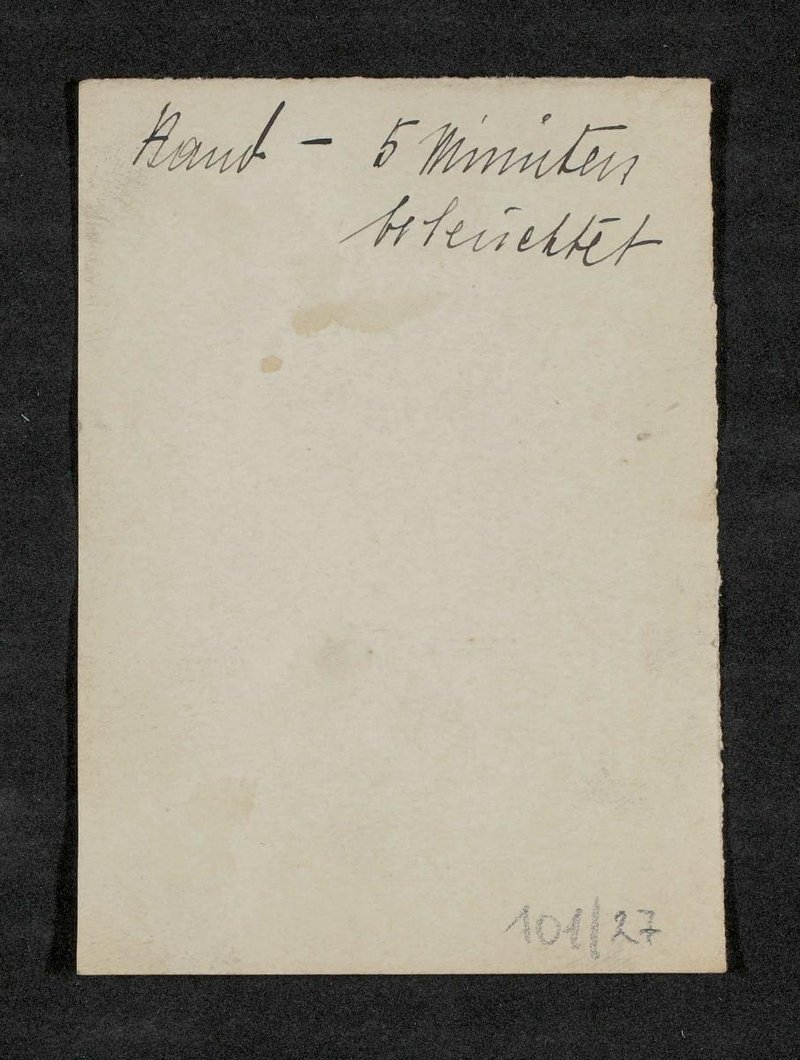 Hand - 5 Minuten
beleuchtet
101/27